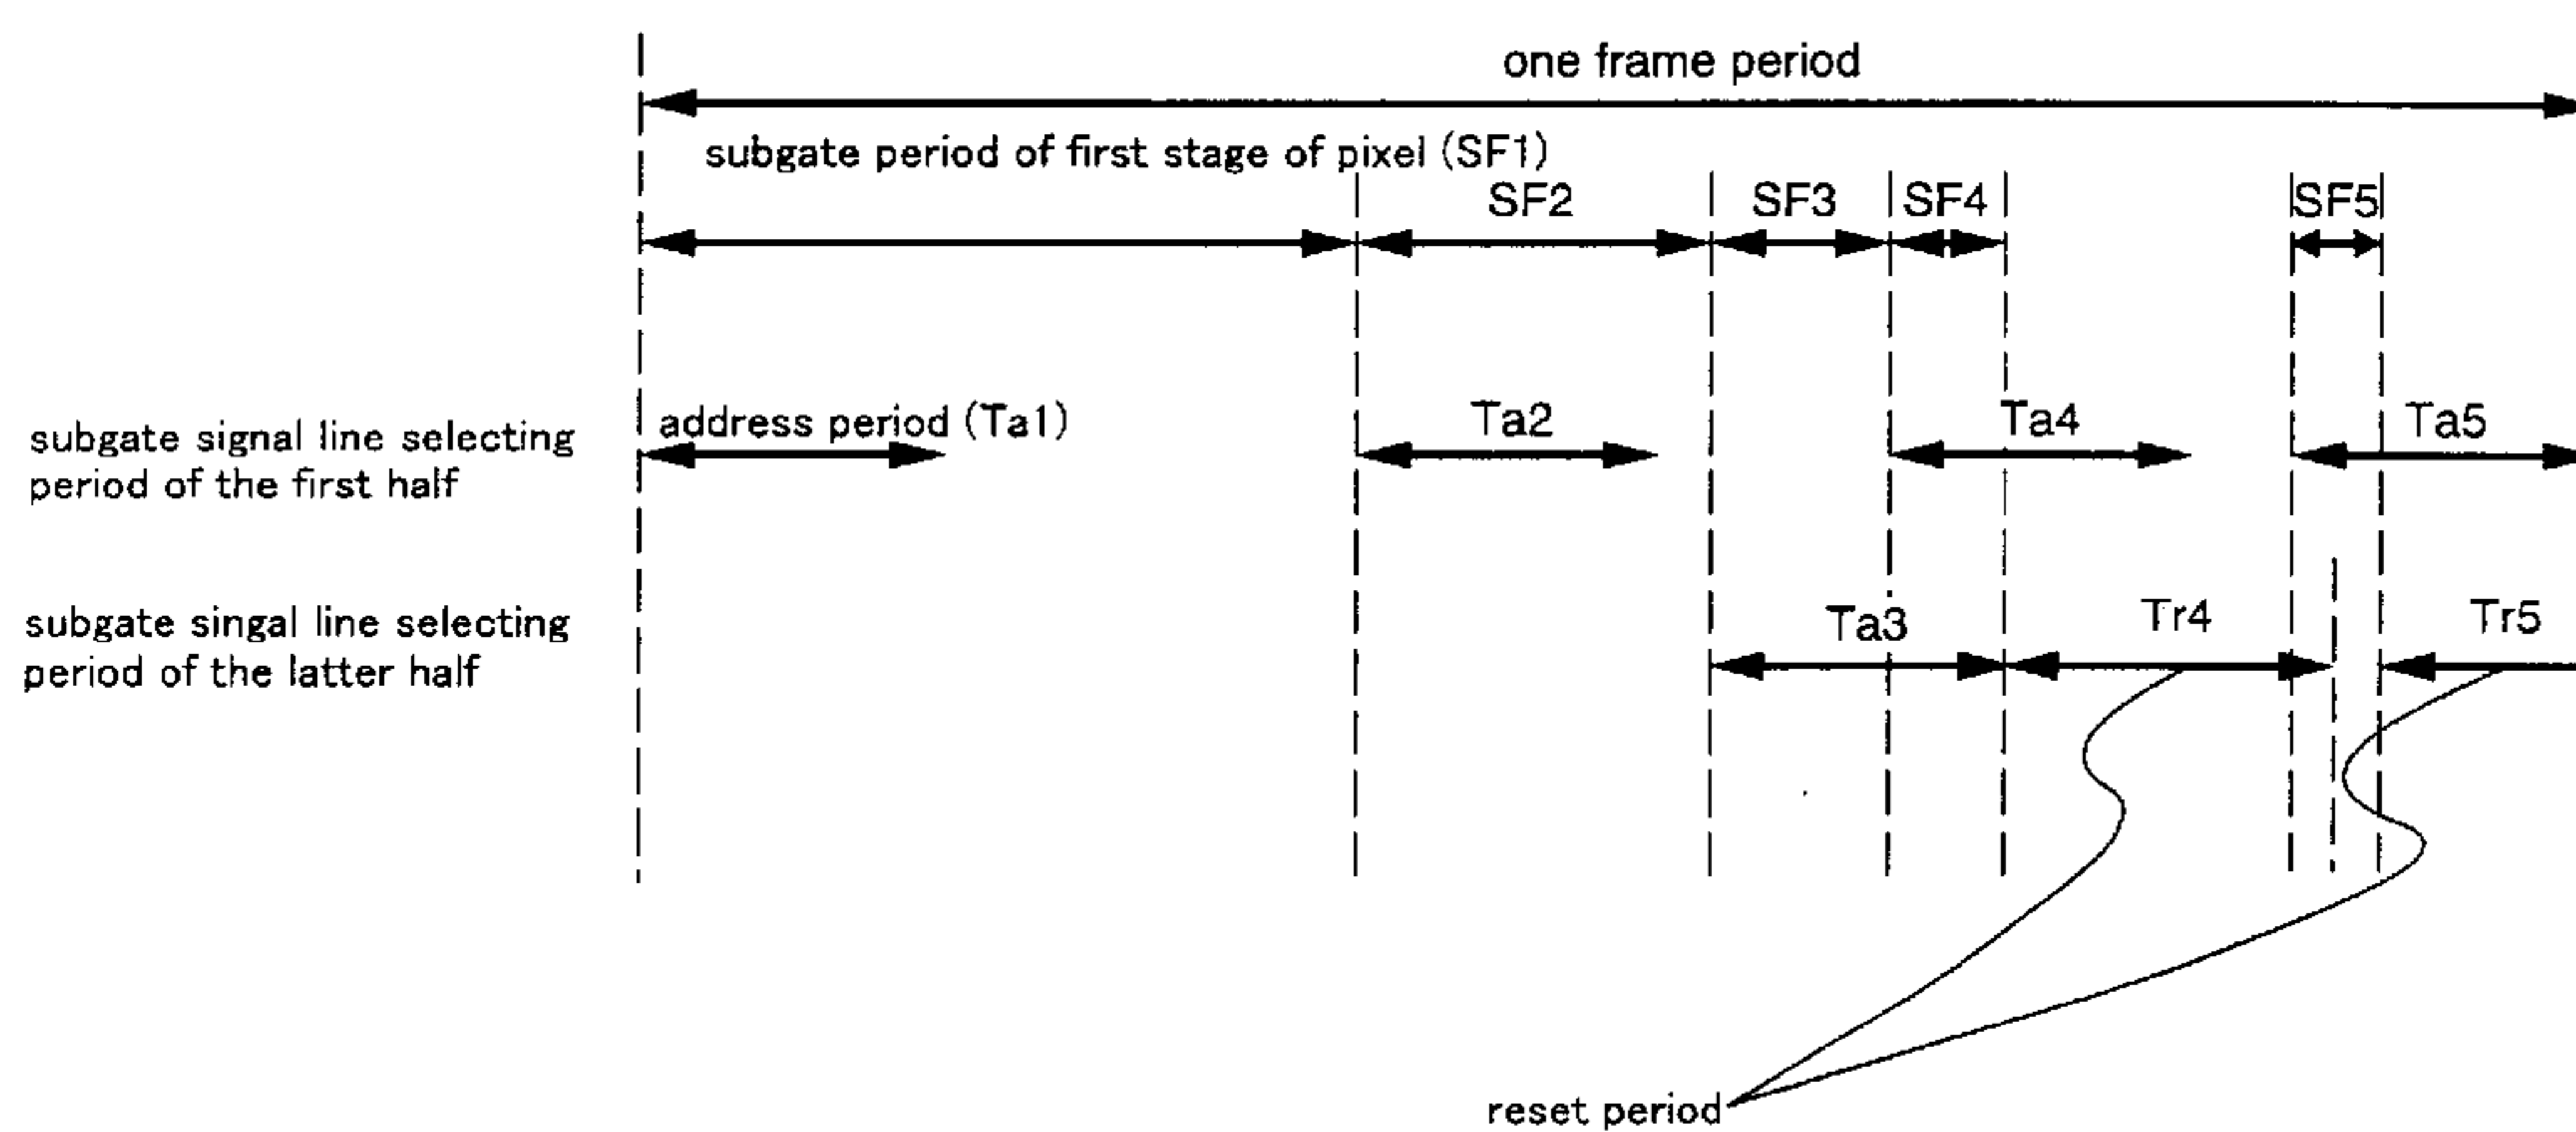 one frame period
subgate period of first stage of pixel (SF1)
SF2
SF3
SF4
SF5
address period (Ta1)
Ta2
Ta4
Ta5
subgate signal line selecting
period of the first half
subgate singal line selecting
period of the latter half
Ta3
Tr4
Tr5
reset period